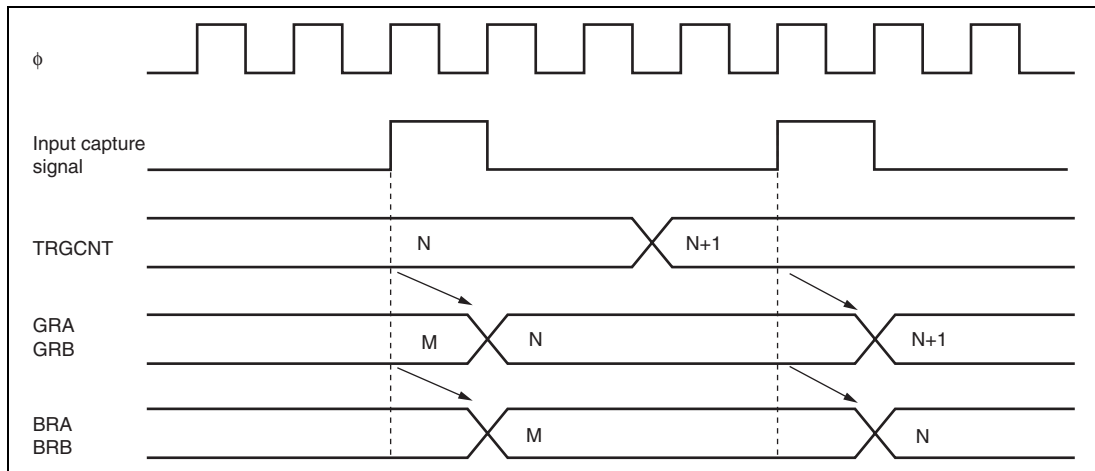 ϕ
Input capture
signal
TRGCNT
N
N+1
GRA
GRB
M
N
N+1
BRA
BRB
M
N